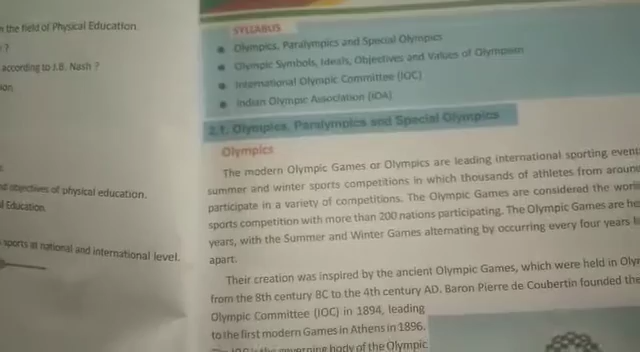 the field of Physical Education.
?
according to J.B. Nash ?
and objectives of physical education.
Education.
sports at national and international level.
SYLLABUS
Olympics, Paralympics and Special Olympics
Olympic Symbols, Ideals, Objectives and Values of Olympism
International Olympic Committee (IOC)
Indian Olympic Association (IOA)
2.1. Olympics, Paralympics and Special Olympics
Olympics
The modern Olympic Games or Olympics are leading international sporting event
summer and winter sports competitions in which thousands of athletes from around
participate in a variety of competitions. The Olympic Games are considered the
sports competition with more than 200 nations participating. The Olympic Games are
years, with the Summer and Winter Games alternating by occurring every four years
apart.
Their creation was inspired by the ancient Olympic Games, which were held in
from the 8th century BC to the 4th century AD. Baron Pierre de Coubertin founded the
Olympic Committee (IOC) in 1894, leading
to the first modern Games in Athens in 1896.
The IOC is the governing body of the Olympic